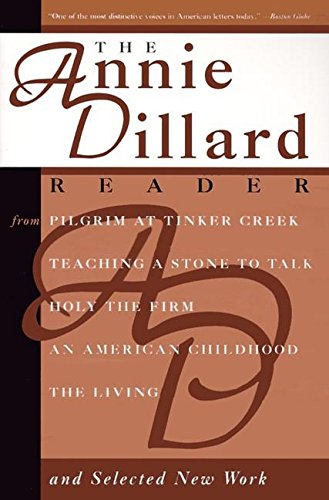 "One of the most distinctive voices in American letters today." —Boston Globe
THE
Annie
Dillard
READER
from PILGRIM AT TINKER CREEK
TEACHING A STONE TO TALK
HOLY THE FIRM
AN AMERICAN CHILDHOOD
THE LIVING
AD
and Selected New Work